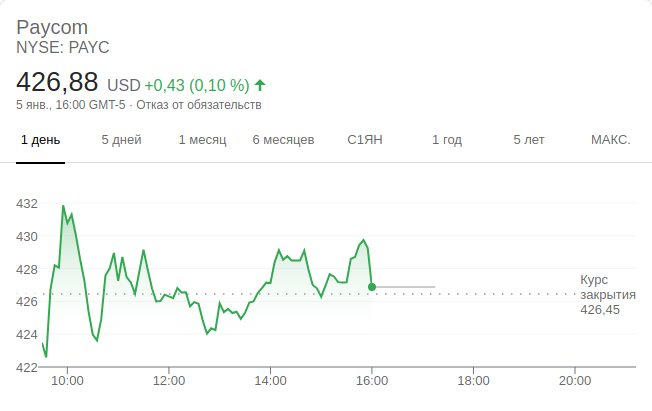 Paycom
NYSE: PAYC
426,88 USD +0,43 (0,10 %)
5 янв., 16:00 GMT-5 · Отказ от обязательств
1 день 5 дней 1 месяц 6 месяцев С1ЯН 1 год 5 лет МАКС.
432
430
428
426
424
422
Курс
закрытия
426,45
10:00 12:00 14:00 16:00 18:00 20:00